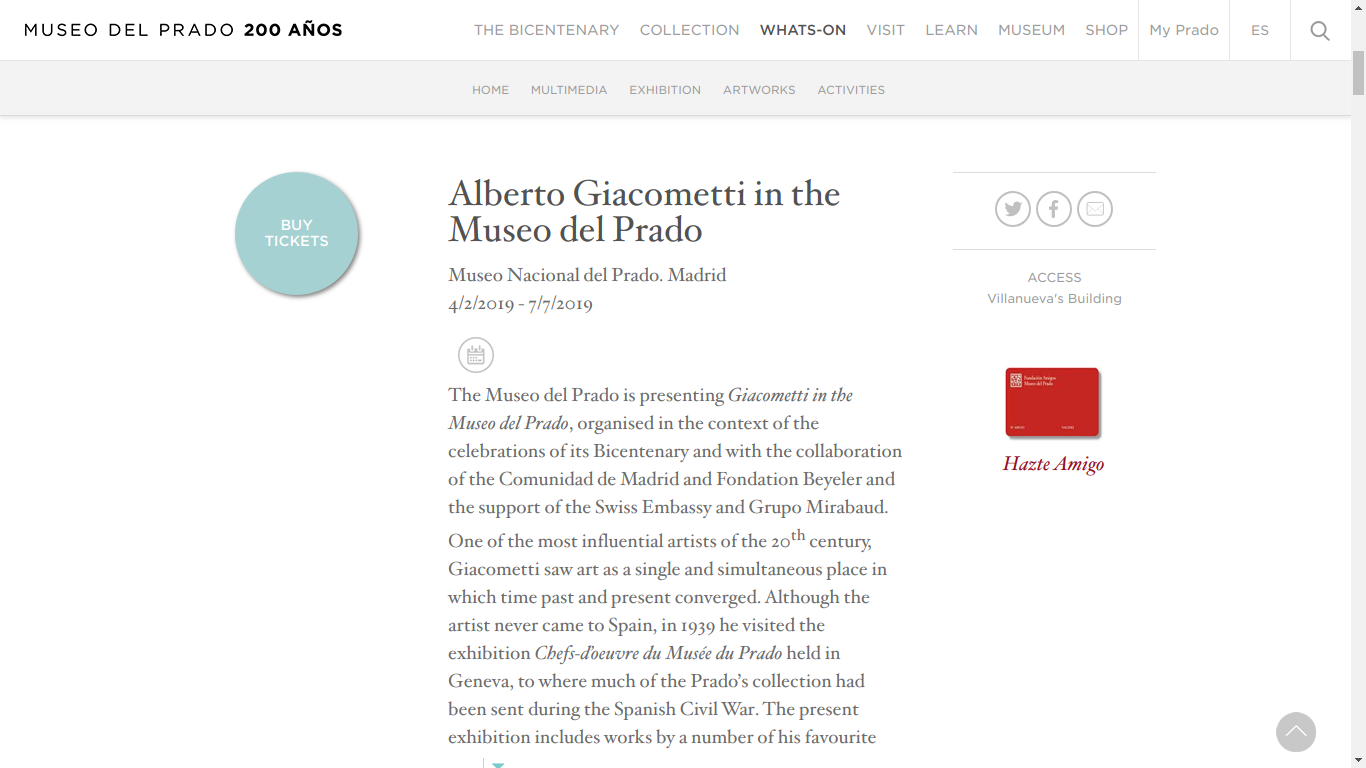 MUSEO DEL PRADO 200 AÑOS
THE BICENTENARY COLLECTION WHATS-ON VISIT LEARN MUSEUM SHOP My Prado ES
HOME MULTIMEDIA EXHIBITION ARTWORKS ACTIVITIES
BUY
TICKETS
Alberto Giacometti in the
Museo del Prado
Museo Nacional del Prado. Madrid
4/2/2019 - 7/7/2019
The Museo del Prado is presenting Giacometti in the
Museo del Prado, organised in the context of the
celebrations of its Bicentenary and with the collaboration
of the Comunidad de Madrid and Fondation Beyeler and
the support of the Swiss Embassy and Grupo Mirabaud.
One of the most influential artists of the 20th century,
Giacometti saw art as a single and simultaneous place in
which time past and present converged. Although the
artist never came to Spain, in 1939 he visited the
exhibition Chefs-d'oeuvre du Musée du Prado held in
Geneva, to where much of the Prado's collection had
been sent during the Spanish Civil War. The present
exhibition includes works by a number of his favourite
ACCESS
Villanueva's Building
Fundación Amigos
Museo del Prado
Hazte Amigo